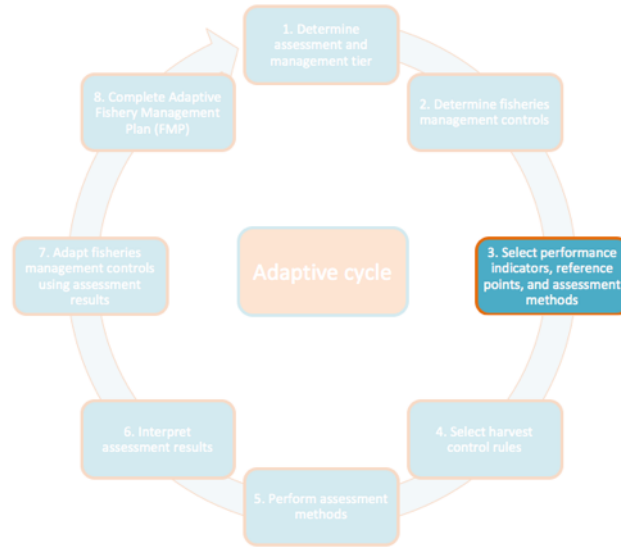 1. Determine
assessment and
management tier
2. Determine fisheries
management controls
3. Select performance
indicators, reference
points, and assessment
methods
4. Select harvest
control rules
5. Perform assessment
methods
6. Interpret
assessment results
7. Adapt fisheries
management controls
using assessment
results
8. Complete Adaptive
Fishery Management
Plan (FMP)
Adaptive cycle